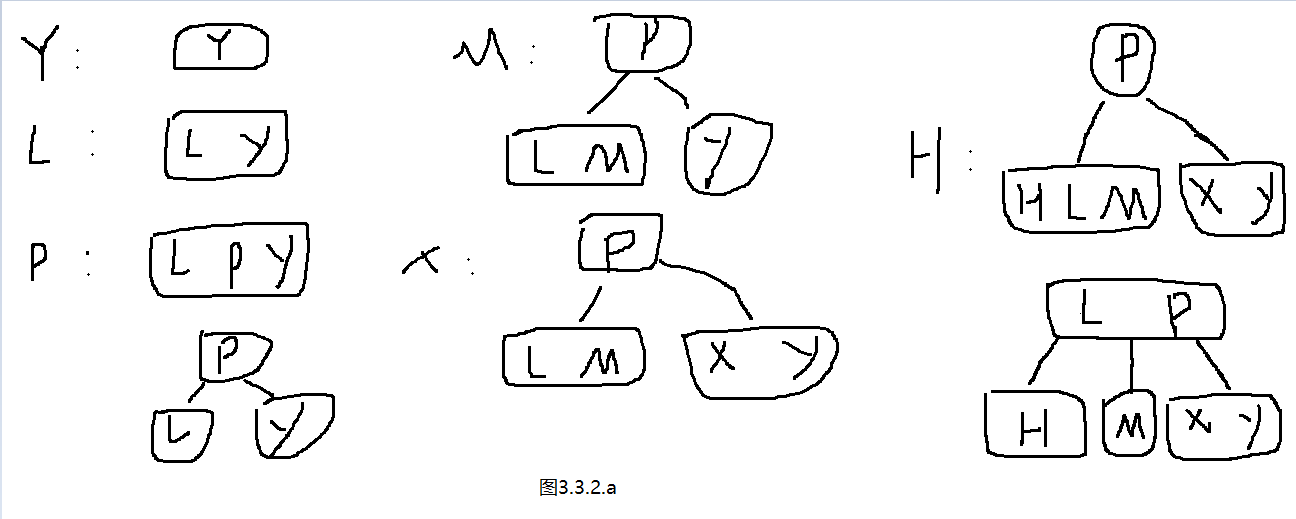 Y : Y
L : L Y
P : L P Y
P
L Y
M : P
L M Y
X : P
L M X Y
H : P
H L M X Y
L P
H M X Y
图3.3.2.a